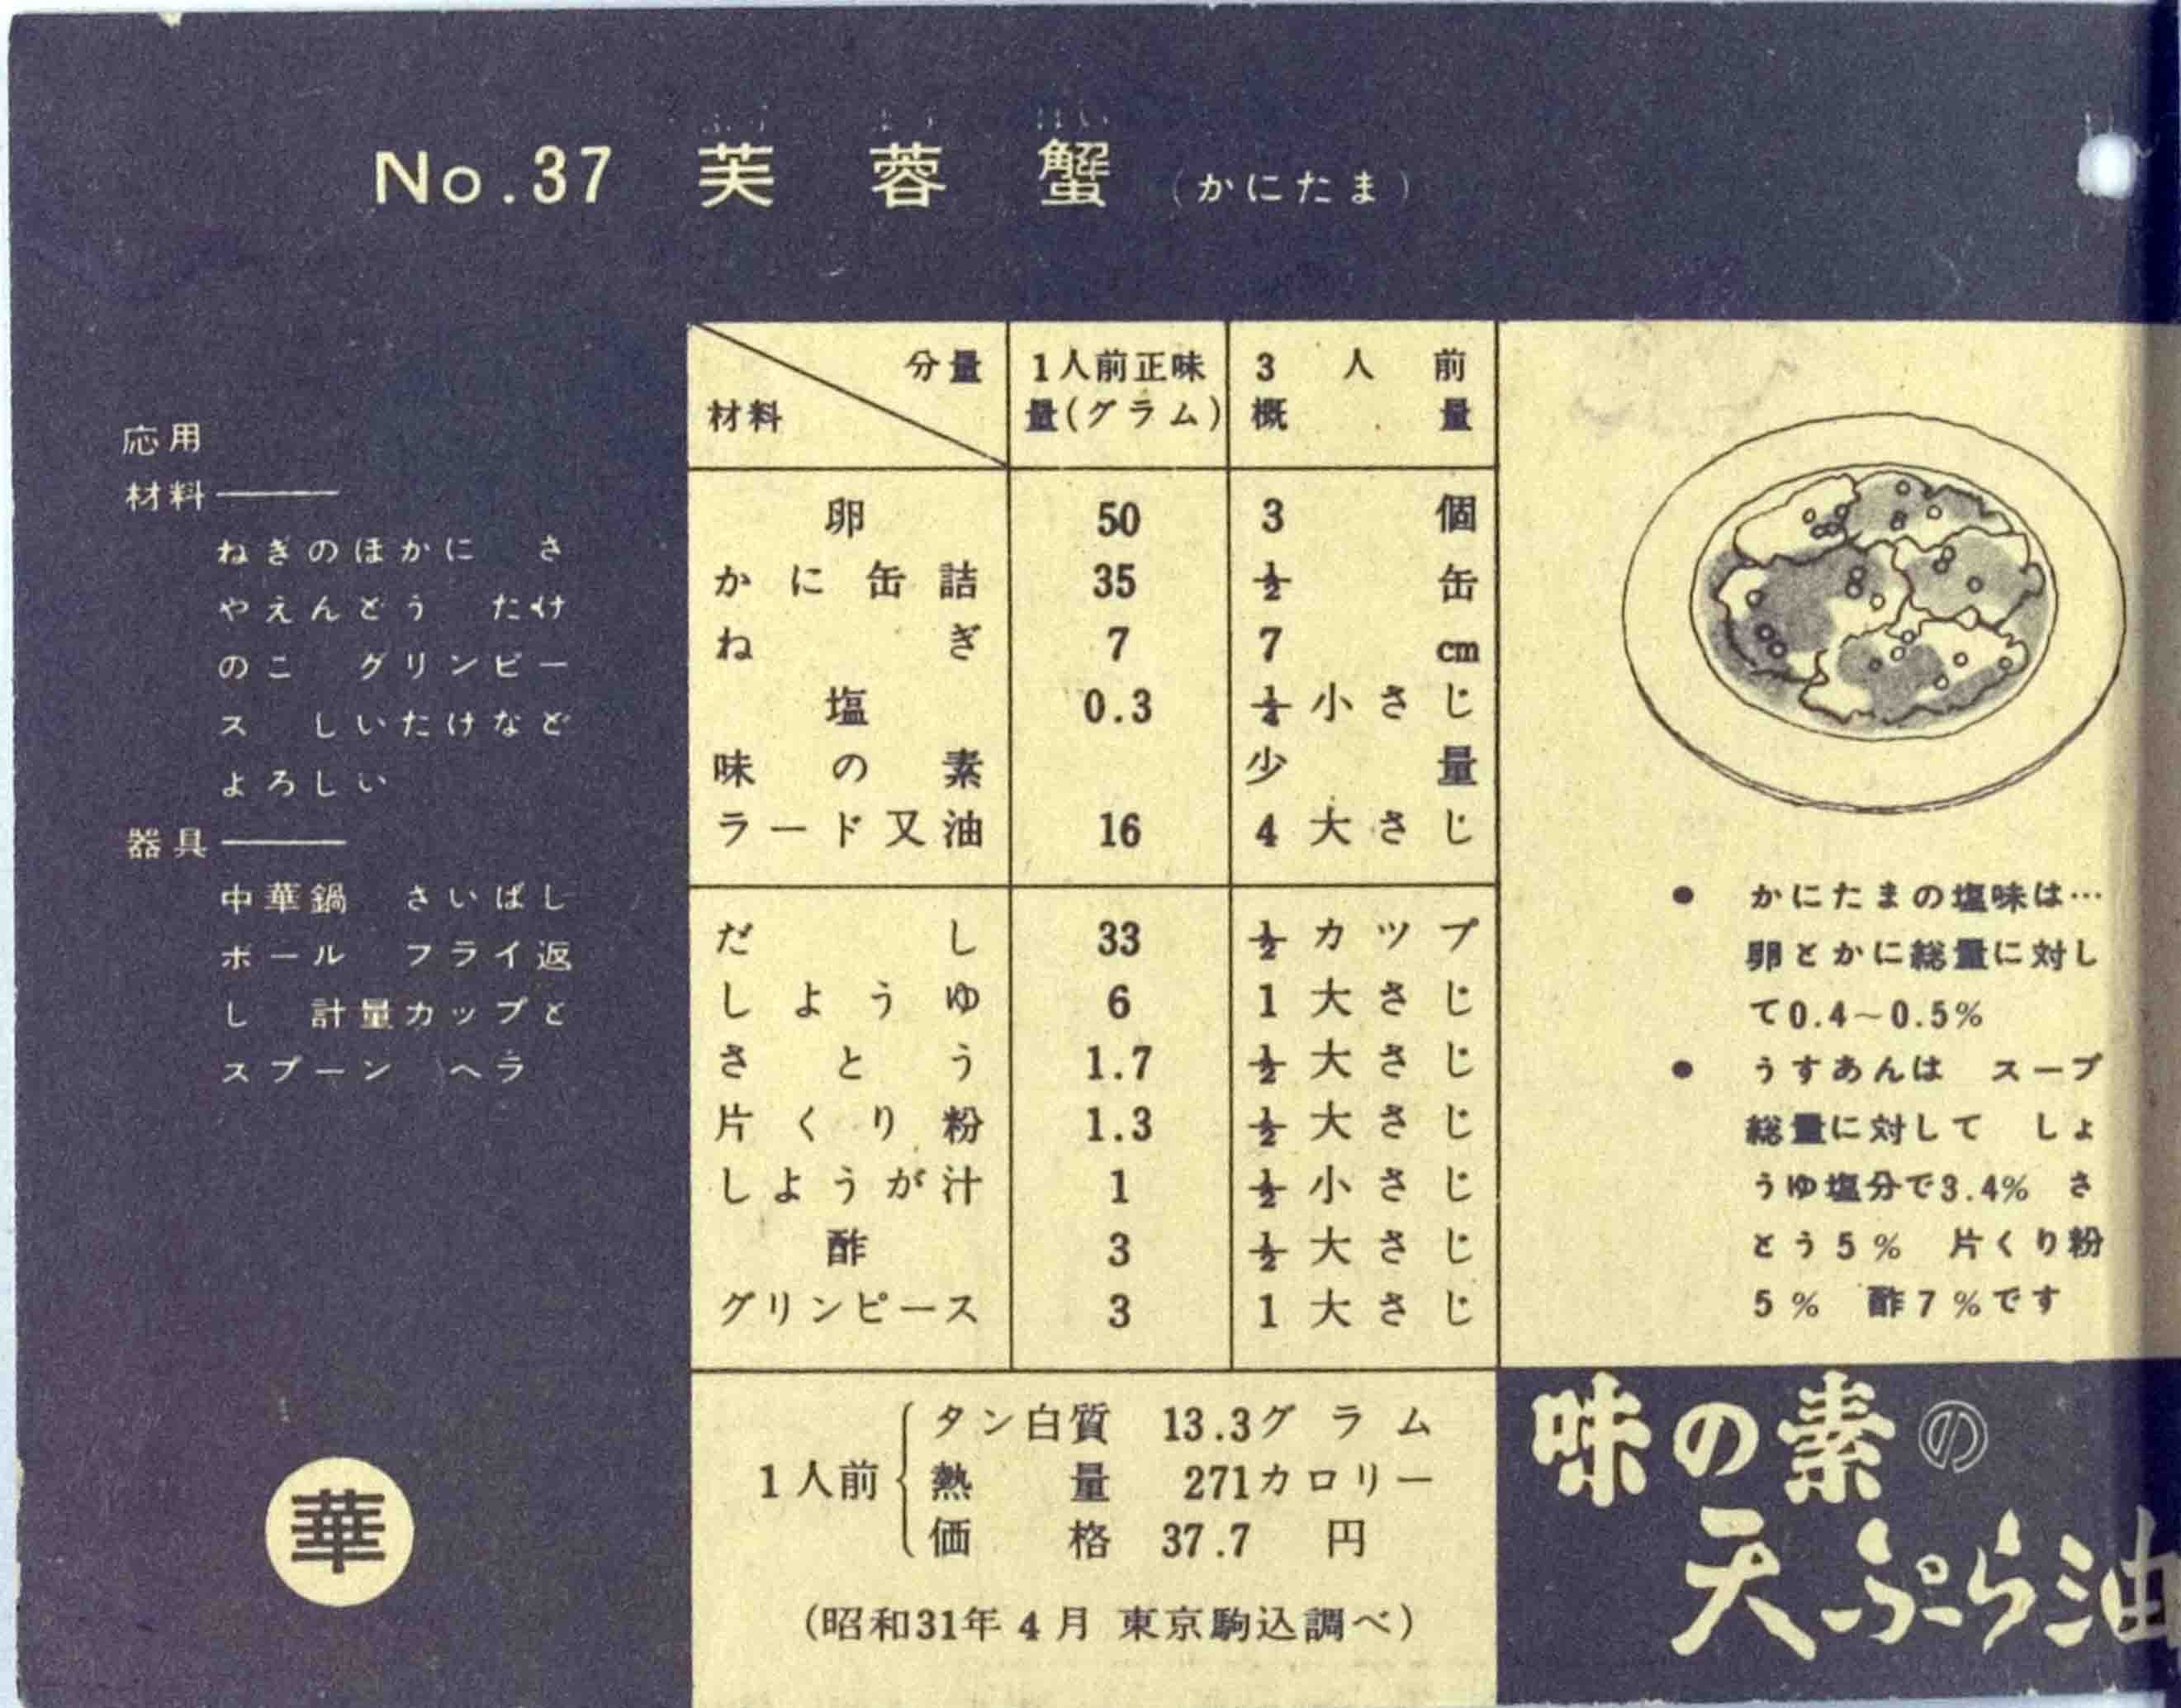 ふう よう はい
No.37 芙蓉蟹（かにたま）
応用
材料───
ねぎのほかに さ
やえんどう たけ
のこ グリンピー
ス しいたけなど
よろしい
器具───
中華鍋 さいばし
ボール フライ返
し 計量カップと
スプーン ヘラ
華
分量 1人前正味 3人前
材料 量(グラム) 概量
卵 50 3個
かに缶詰 35 ½缶
ねぎ 7 7cm
塩 0.3 ¼小さじ
味の素 少量
ラード又油 16 4大さじ
だし 33 ½カツプ
しようゆ 6 1大さじ
さとう 1.7 ½大さじ
片くり粉 1.3 ½大さじ
しようが汁 1 ½小さじ
酢 3 ½大さじ
グリンピース 3 1大さじ
タン白質 13.3グラム
1人前 熱量 271カロリー
価格 37.7円
(昭和31年4月 東京駒込調べ)
● かにたまの塩味は…
卵とかに総量に対し
て0.4～0.5%
● うすあんは スープ
総量に対して しょ
うゆ塩分で3.4% さ
とう5% 片くり粉
5% 酢7%です
味の素の
天ぷら油